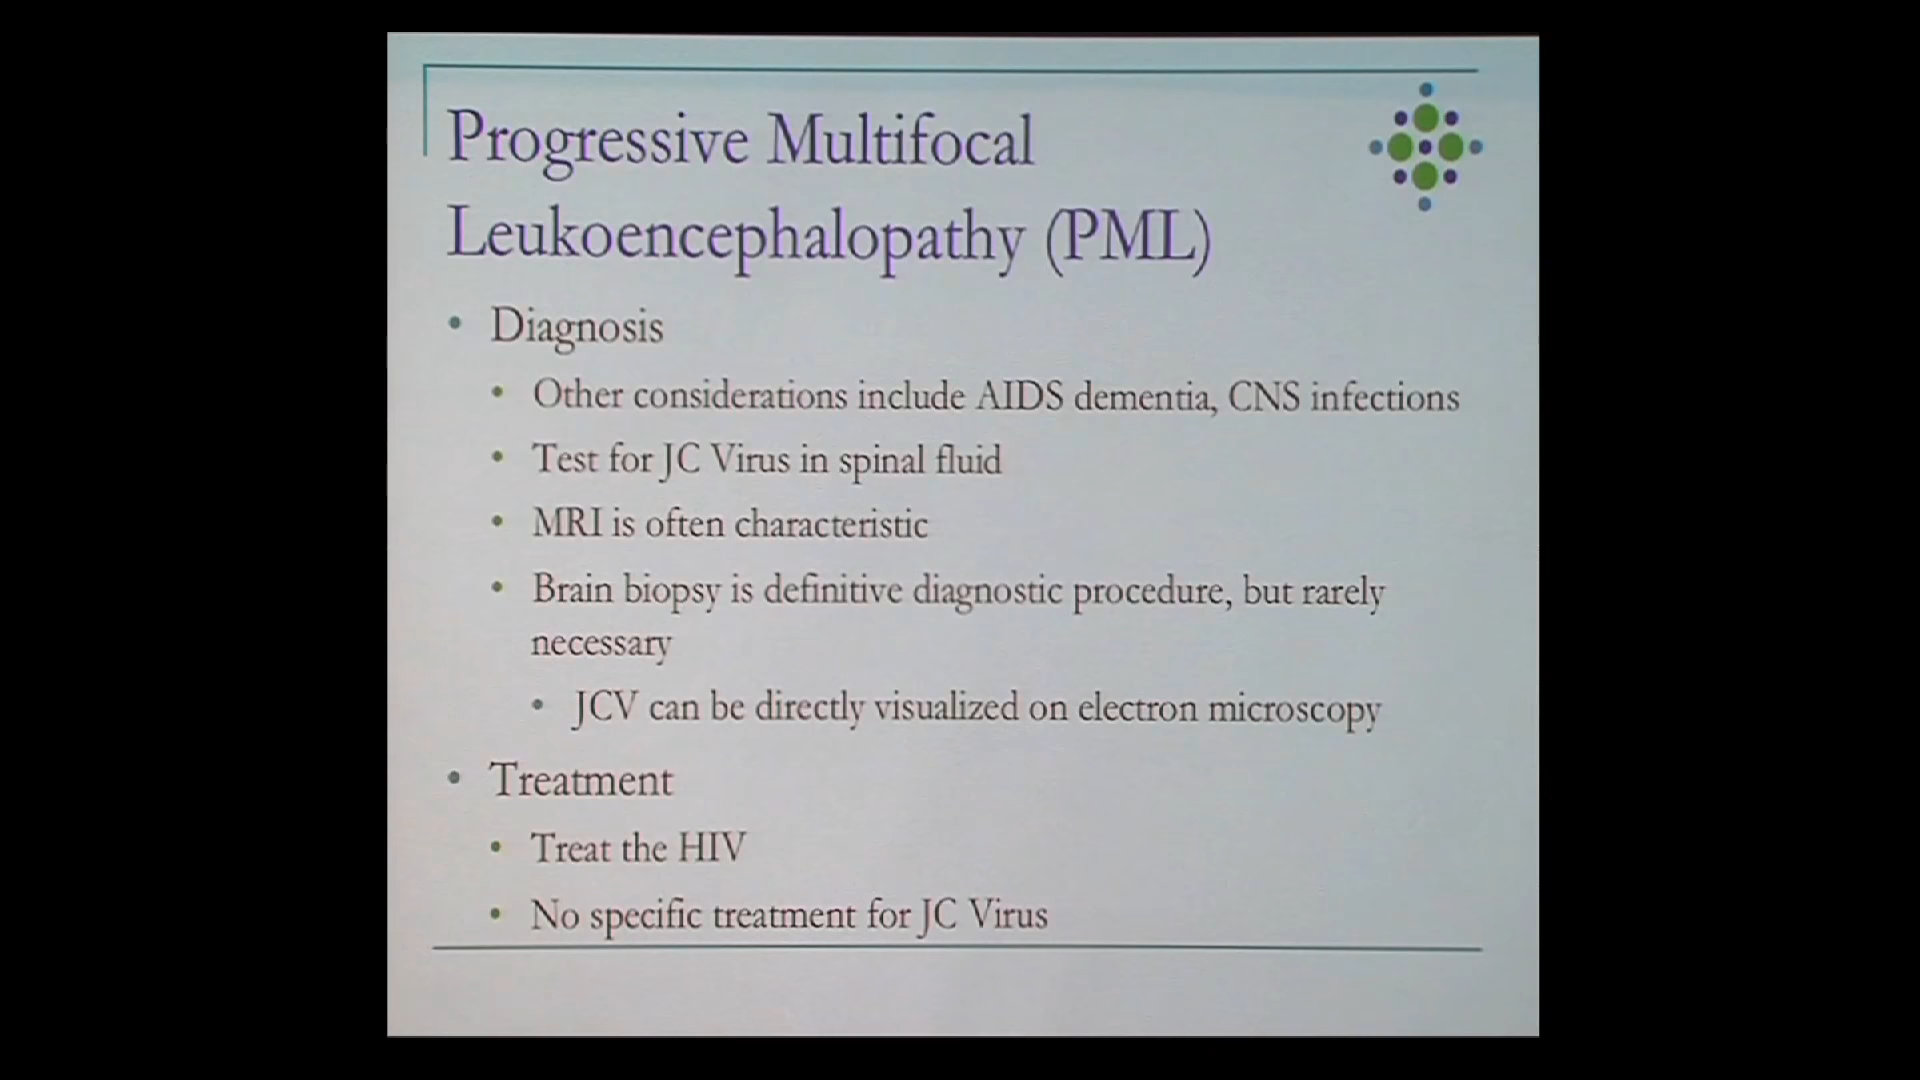 Progressive Multifocal
Leukoencephalopathy (PML)
• Diagnosis
• Other considerations include AIDS dementia, CNS infections
• Test for JC Virus in spinal fluid
• MRI is often characteristic
• Brain biopsy is definitive diagnostic procedure, but rarely
necessary
• JCV can be directly visualized on electron microscopy
• Treatment
• Treat the HIV
• No specific treatment for JC Virus